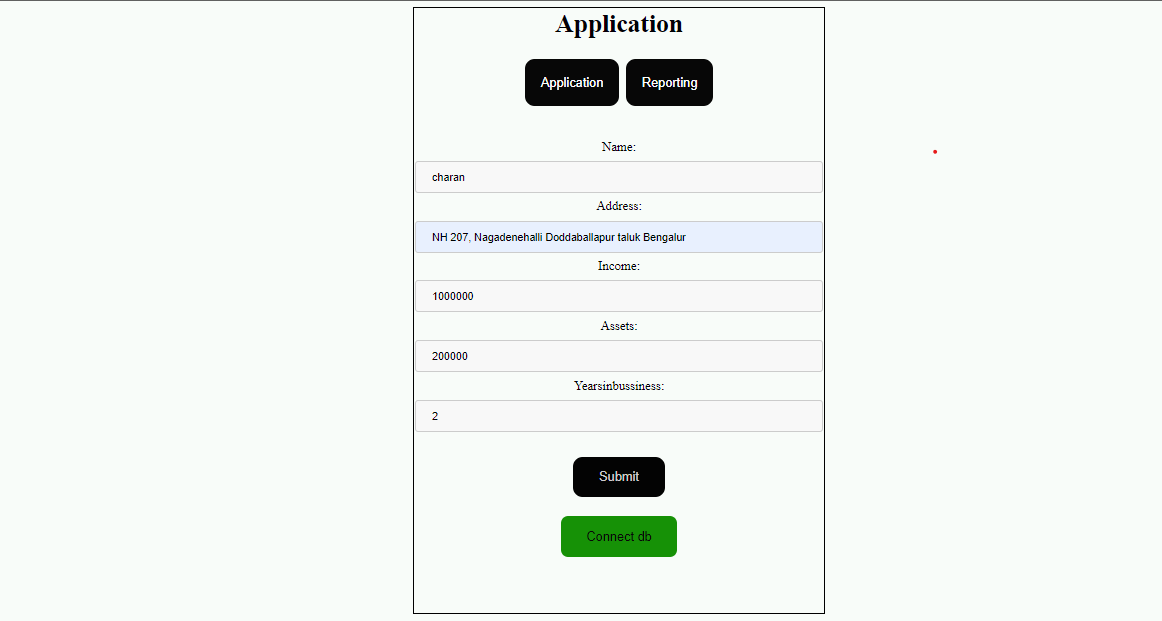 Application
Application Reporting
Name:
charan
Address:
NH 207, Nagadenehalli Doddaballapur taluk Bengalur
Income:
1000000
Assets:
200000
Yearsinbussiness:
2
Submit
Connect db